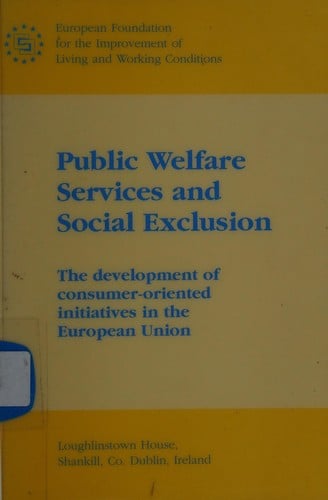 European Foundation
for the Improvement of
Living and Working Conditions
Public Welfare
Services and
Social Exclusion
The development of
consumer-oriented
initiatives in the
European Union
Loughlinstown House,
Shankill, Co. Dublin, Ireland